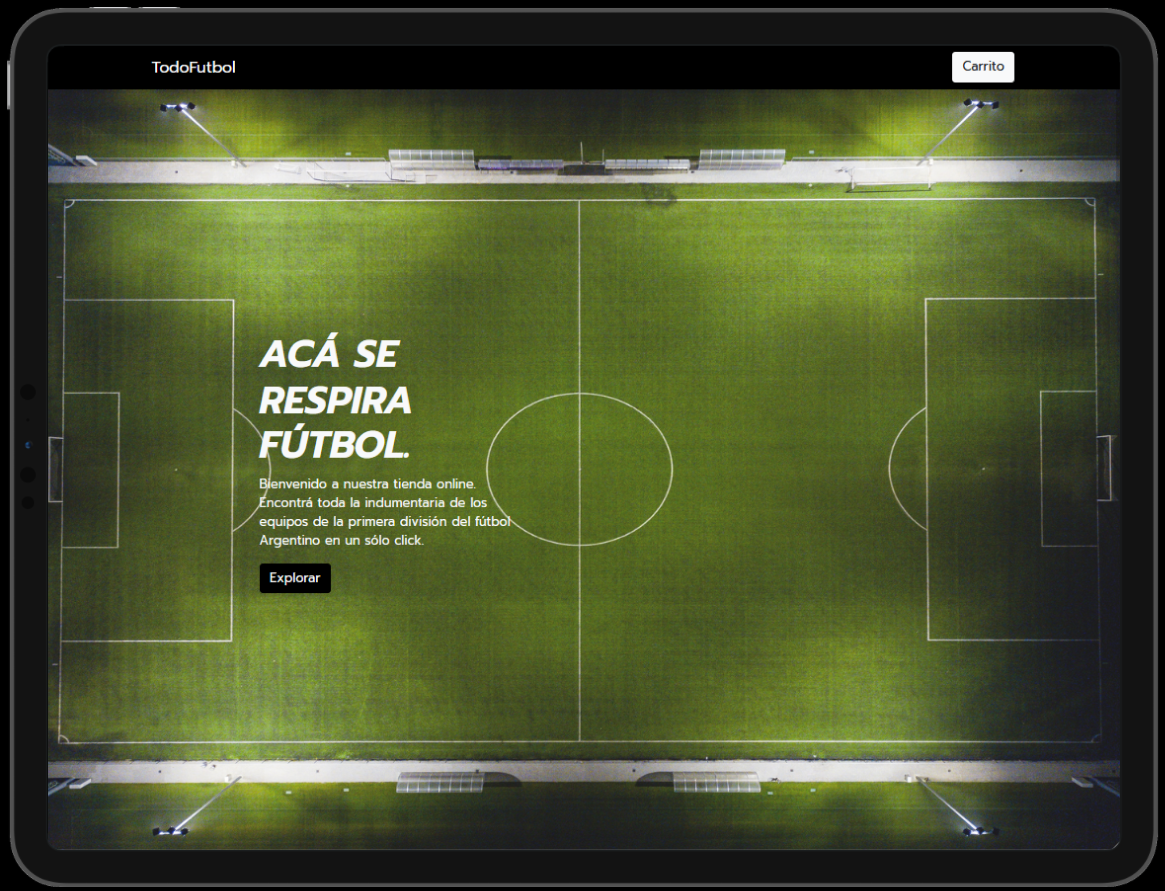 TodoFutbol
Carrito
ACÁ SE
RESPIRA
FÚTBOL.
Bienvenido a nuestra tienda online.
Encontrá toda la indumentaria de los
equipos de la primera división del fútbol
Argentino en un sólo click.
Explorar